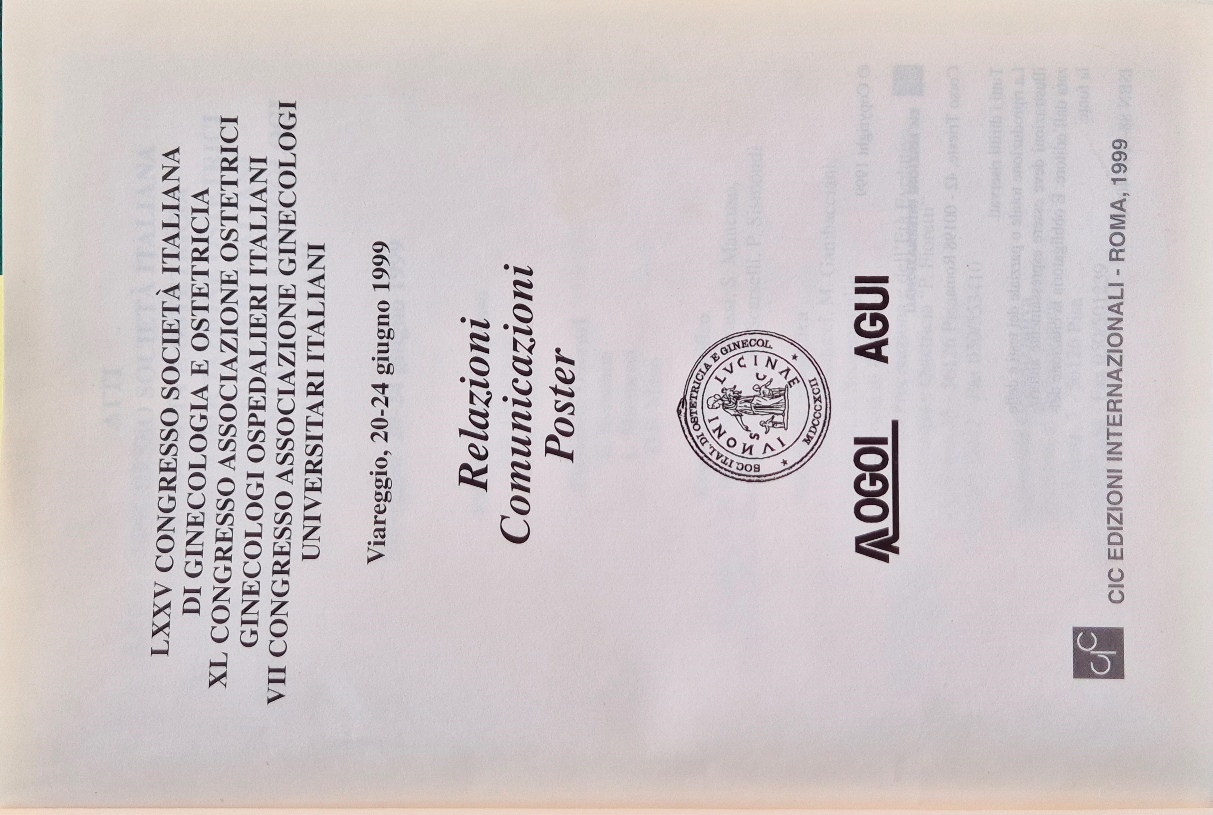 LXXV CONGRESSO SOCIETÀ ITALIANA
DI GINECOLOGIA E OSTETRICIA
XL CONGRESSO ASSOCIAZIONE OSTETRICI
GINECOLOGI OSPEDALIERI ITALIANI
VII CONGRESSO ASSOCIAZIONE GINECOLOGI
UNIVERSITARI ITALIANI
Viareggio, 20-24 giugno 1999
Relazioni
Comunicazioni
Poster
SOC ITAL. DI OSTETRICIA E GINECOL.
IVNONI LVCINAE
S C
MDCCCXCII
AOGOI AGUI
CIC CIC EDIZIONI INTERNAZIONALI - ROMA, 1999